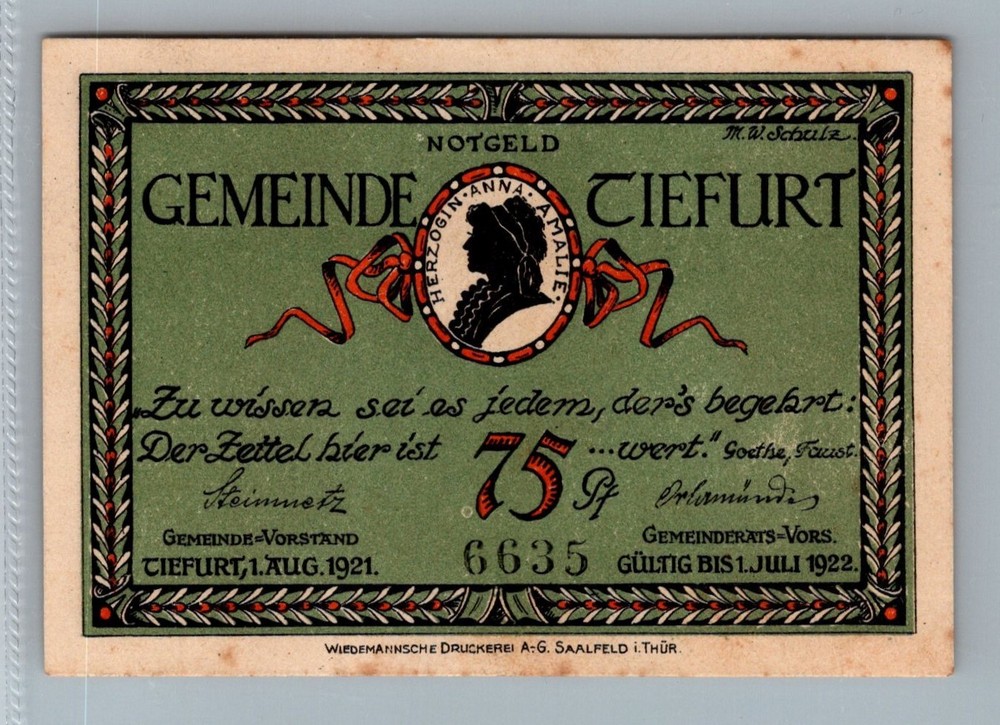 M. W. Schulz.
NOTGELD
GEMEINDE TIEFURT
HERZOGIN · ANNA · AMALIE ·
„Zu wissen sei es jedem, der's begehrt:
Der Zettel hier ist 75 Pf ...wert." Goethe, Faust.
Steinmetz Orlamünde
GEMEINDE=VORSTAND GEMEINDERATS=VORS.
TIEFURT, 1. AUG. 1921. 6635 GÜLTIG BIS 1. JULI 1922.
WIEDEMANNSCHE DRUCKEREI A.-G. SAALFELD i. THÜR.